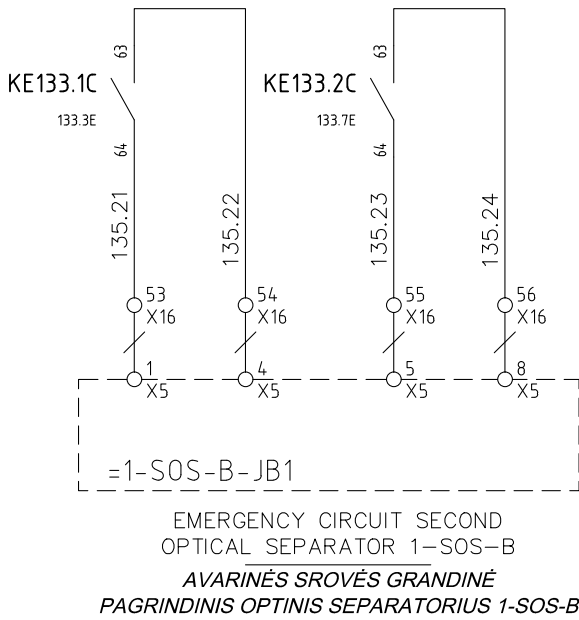 63
63
KE133.1C
KE133.2C
133.3E
133.7E
64
64
135.21
135.22
135.23
135.24
53
54
55
56
X16
X16
X16
X16
1
4
5
8
X5
X5
X5
X5
=1-SOS-B-JB1
EMERGENCY CIRCUIT SECOND
OPTICAL SEPARATOR 1-SOS-B
AVARINĖS SROVĖS GRANDINĖ
PAGRINDINIS OPTINIS SEPARATORIUS 1-SOS-B